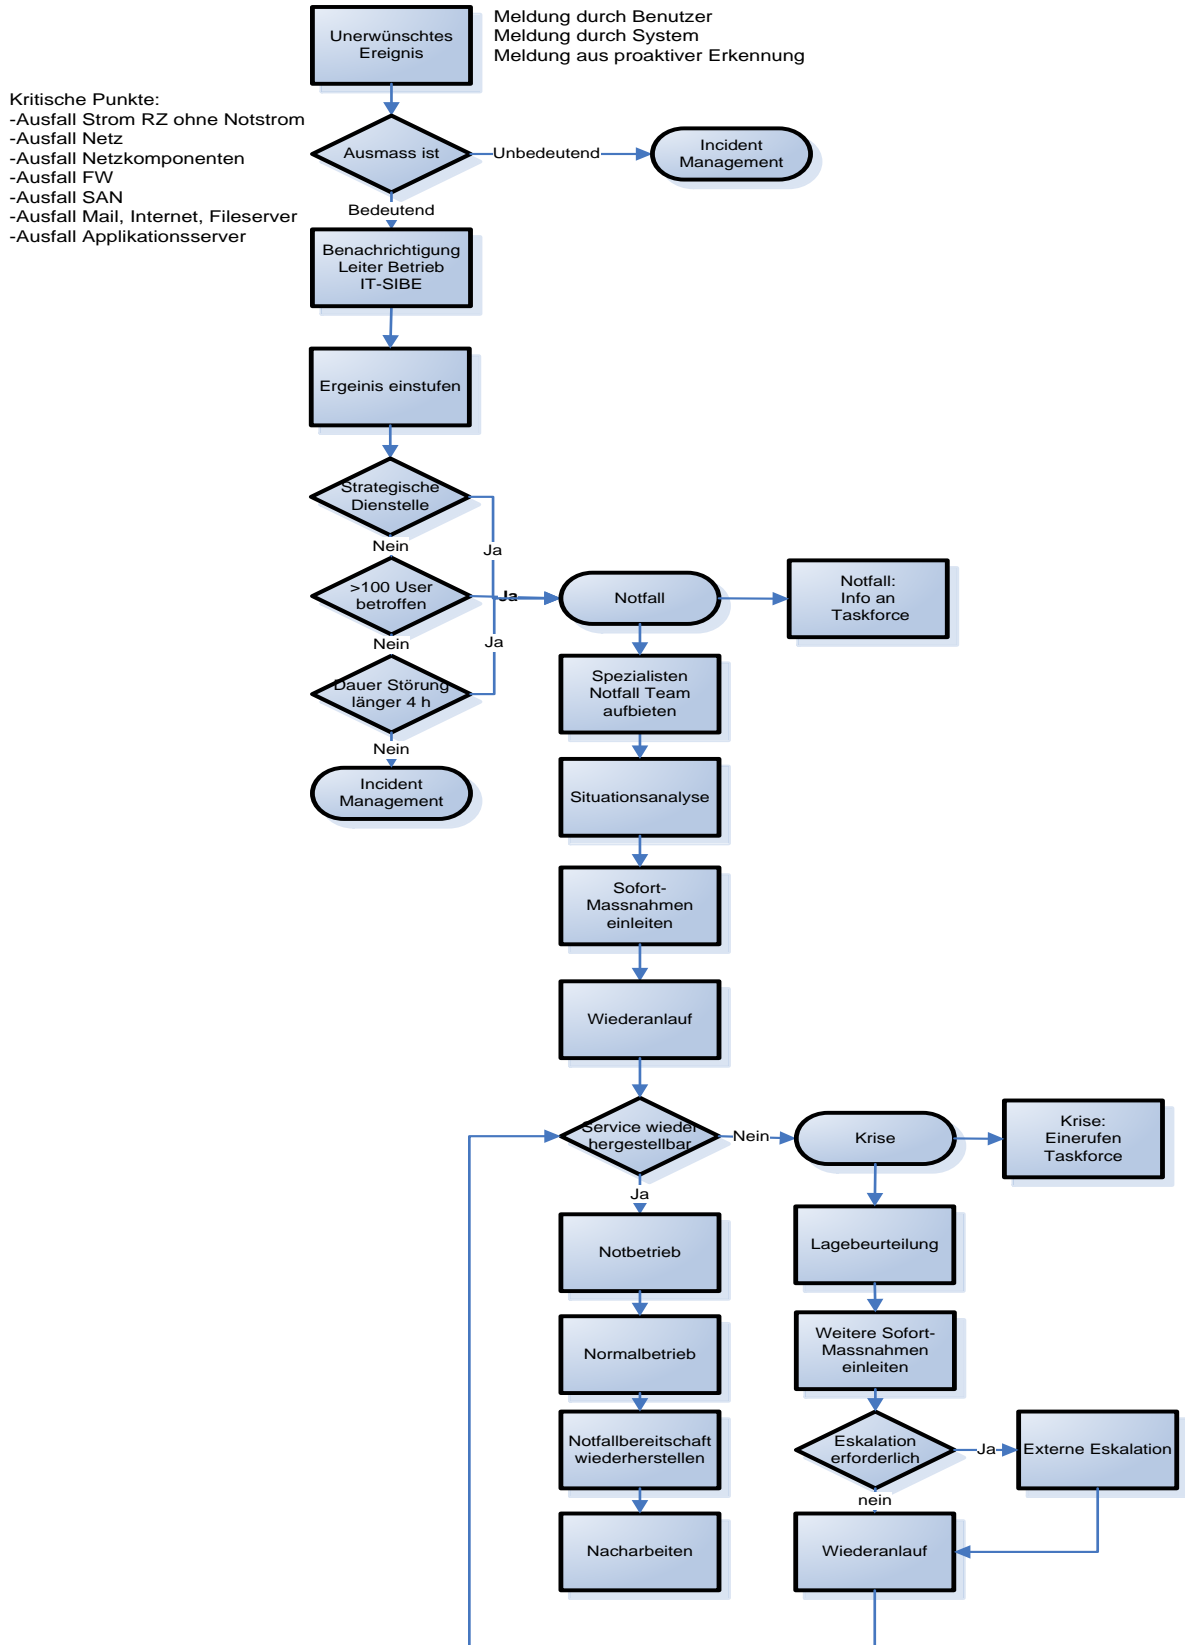 Unerwünschtes
Ereignis
Meldung durch Benutzer
Meldung durch System
Meldung aus proaktiver Erkennung
Kritische Punkte:
-Ausfall Strom RZ ohne Notstrom
-Ausfall Netz
-Ausfall Netzkomponenten
-Ausfall FW
-Ausfall SAN
-Ausfall Mail, Internet, Fileserver
-Ausfall Applikationsserver
Ausmass ist
Unbedeutend
Incident
Management
Bedeutend
Benachrichtigung
Leiter Betrieb
IT-SIBE
Ergeinis einstufen
Strategische
Dienstelle
Nein
Ja
>100 User
betroffen
Ja
Notfall
Notfall:
Info an
Taskforce
Nein
Ja
Dauer Störung
länger 4 h
Nein
Incident
Management
Spezialisten
Notfall Team
aufbieten
Situationsanalyse
Sofort-
Massnahmen
einleiten
Wiederanlauf
Service wieder
hergestellbar
Nein
Krise
Krise:
Einerufen
Taskforce
Ja
Notbetrieb
Lagebeurteilung
Normalbetrieb
Weitere Sofort-
Massnahmen
einleiten
Notfallbereitschaft
wiederherstellen
Eskalation
erforderlich
Ja
Externe Eskalation
nein
Nacharbeiten
Wiederanlauf